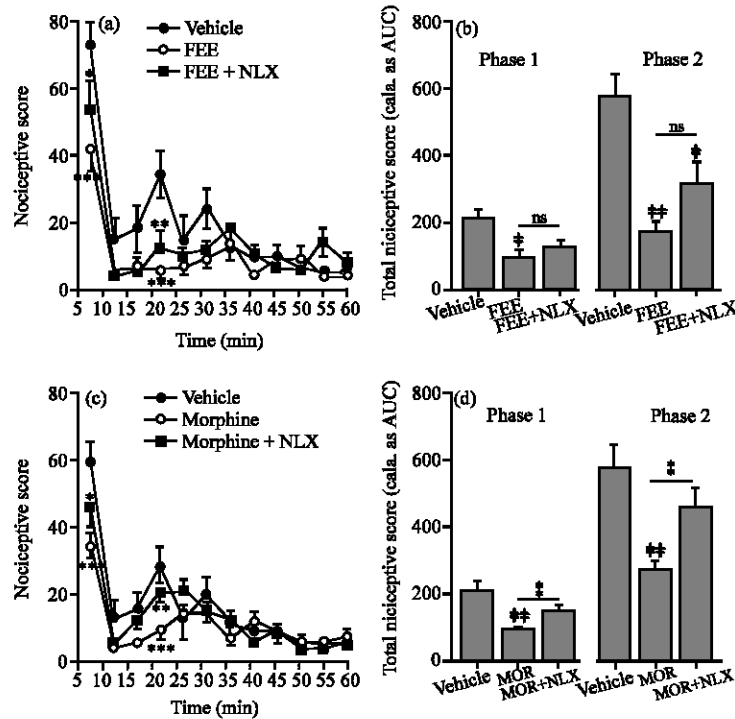 (a)
Vehicle
FEE
FEE + NLX
Nociceptive score
80
60
40
20
0
*
***
**
***
5 10 15 20 25 30 35 40 45 50 55 60
Time (min)
(b)
Phase 1
Phase 2
Total niciceptive score (cala. as AUC)
800
600
400
200
0
ns
ns
‡
‡‡
Vehicle
FEE
FEE+NLX
Vehicle
FEE
FEE+NLX
(c)
Vehicle
Morphine
Morphine + NLX
Nociceptive score
80
60
40
20
0
*
***
**
***
5 10 15 20 25 30 35 40 45 50 55 60
Time (min)
(d)
Phase 1
Phase 2
Total niciceptive score (cala. as AUC)
800
600
400
200
0
‡‡
‡‡
Vehicle
MOR
MOR+NLX
Vehicle
MOR
MOR+NLX